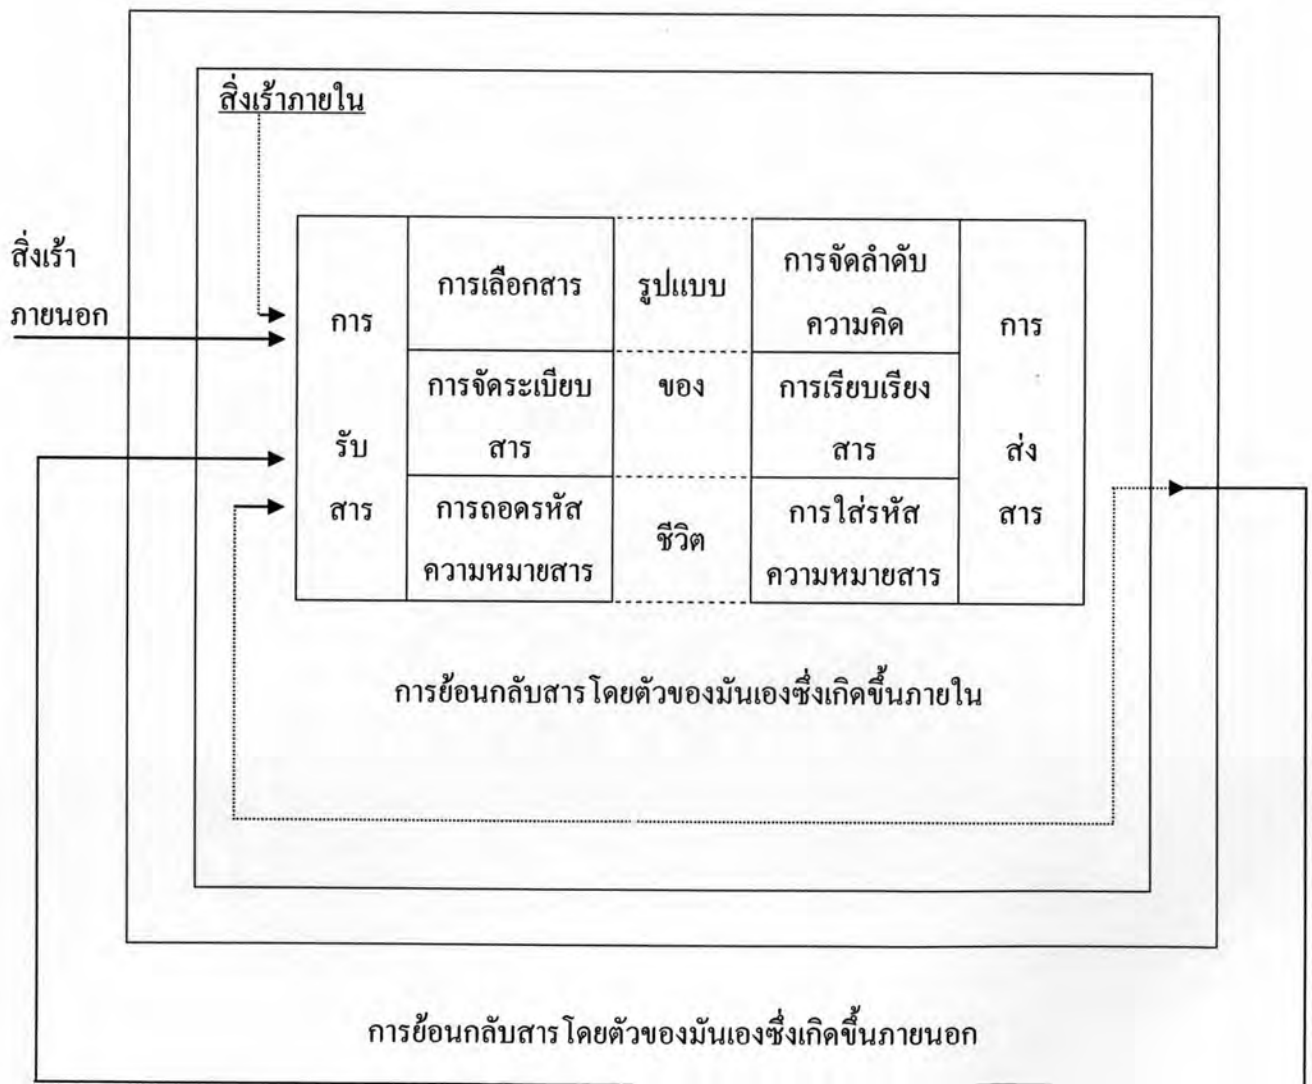 สิ่งเร้าภายใน
สิ่งเร้า
ภายนอก
การ
รับ
สาร
การเลือกสาร
การจัดระเบียบ
สาร
การถอดรหัส
ความหมายสาร
รูปแบบ
ของ
ชีวิต
การจัดลำดับ
ความคิด
การเรียบเรียง
สาร
การใส่รหัส
ความหมายสาร
การ
ส่ง
สาร
การย้อนกลับสารโดยตัวของมันเองซึ่งเกิดขึ้นภายใน
การย้อนกลับสารโดยตัวของมันเองซึ่งเกิดขึ้นภายนอก